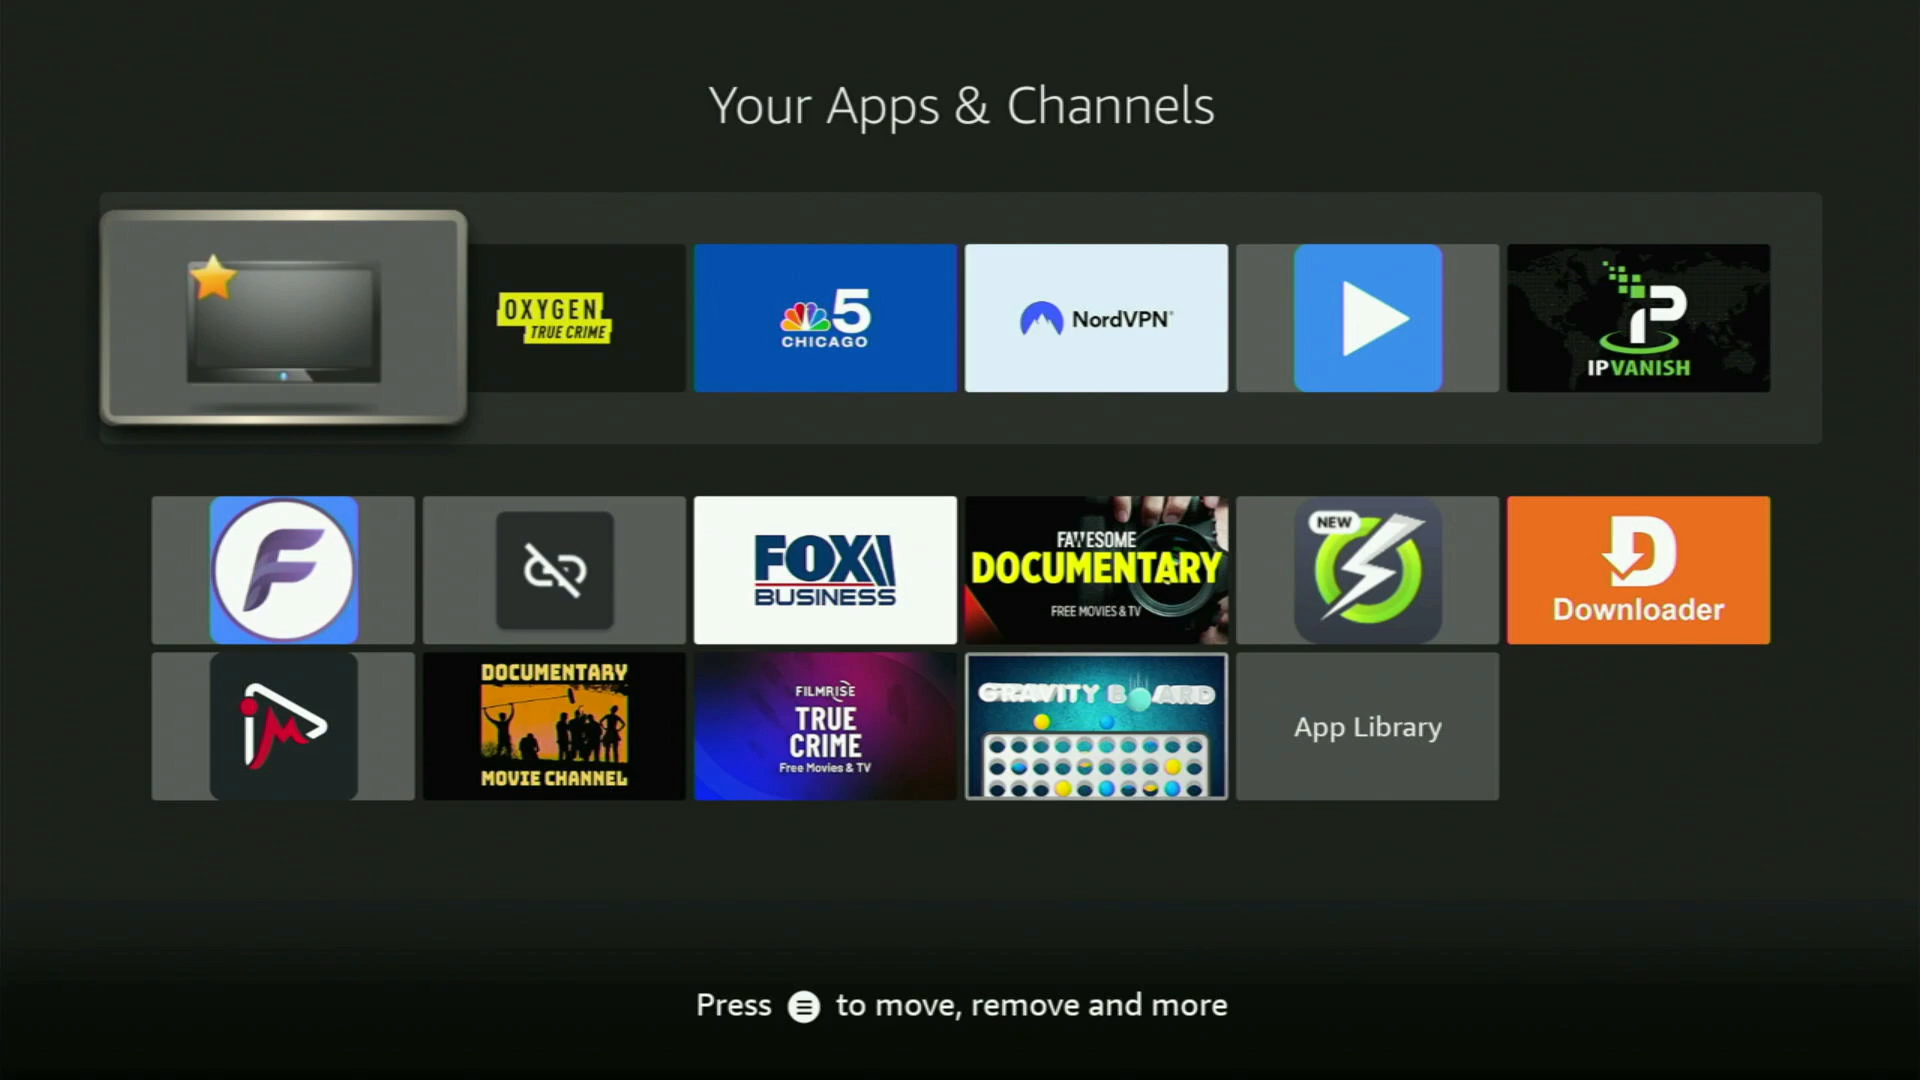 Your Apps & Channels
OXYGEN
TRUE CRIME
5
CHICAGO
NordVPN®
IPVANISH
F
FOX
BUSINESS
FAWESOME
DOCUMENTARY
FREE MOVIES & TV
NEW
D
Downloader
iM
DOCUMENTARY
MOVIE CHANNEL
FILMRISE
TRUE
CRIME
Free Movies & TV
GRAVITY BOARD
App Library
Press to move, remove and more